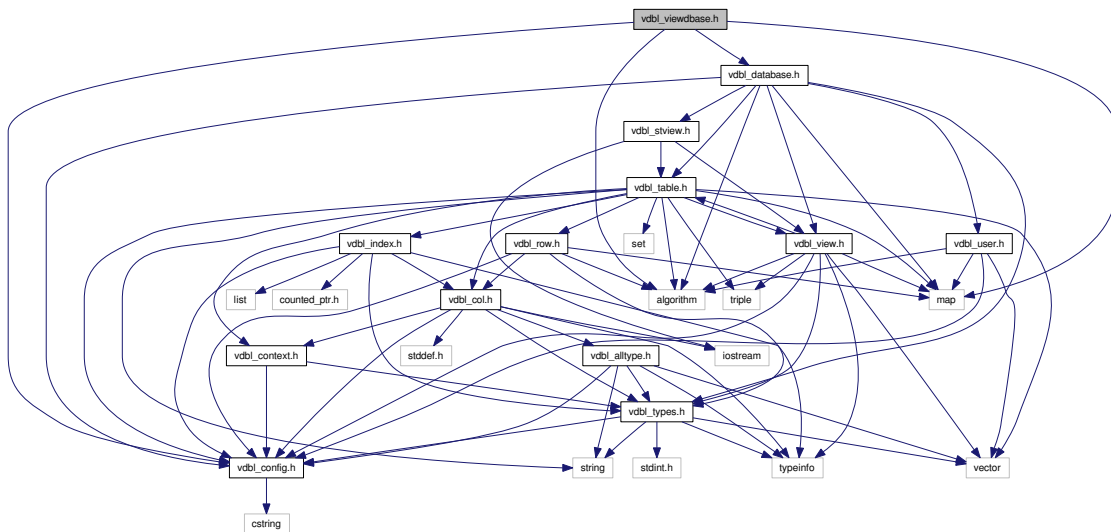 vdbl_viewdbase.h
vdbl_database.h
vdbl_stview.h
vdbl_table.h
vdbl_index.h
vdbl_row.h
set
vdbl_view.h
vdbl_user.h
list
counted_ptr.h
vdbl_col.h
algorithm
triple
map
vdbl_context.h
stddef.h
vdbl_alltype.h
iostream
vdbl_types.h
vdbl_config.h
string
stdint.h
typeinfo
vector
cstring